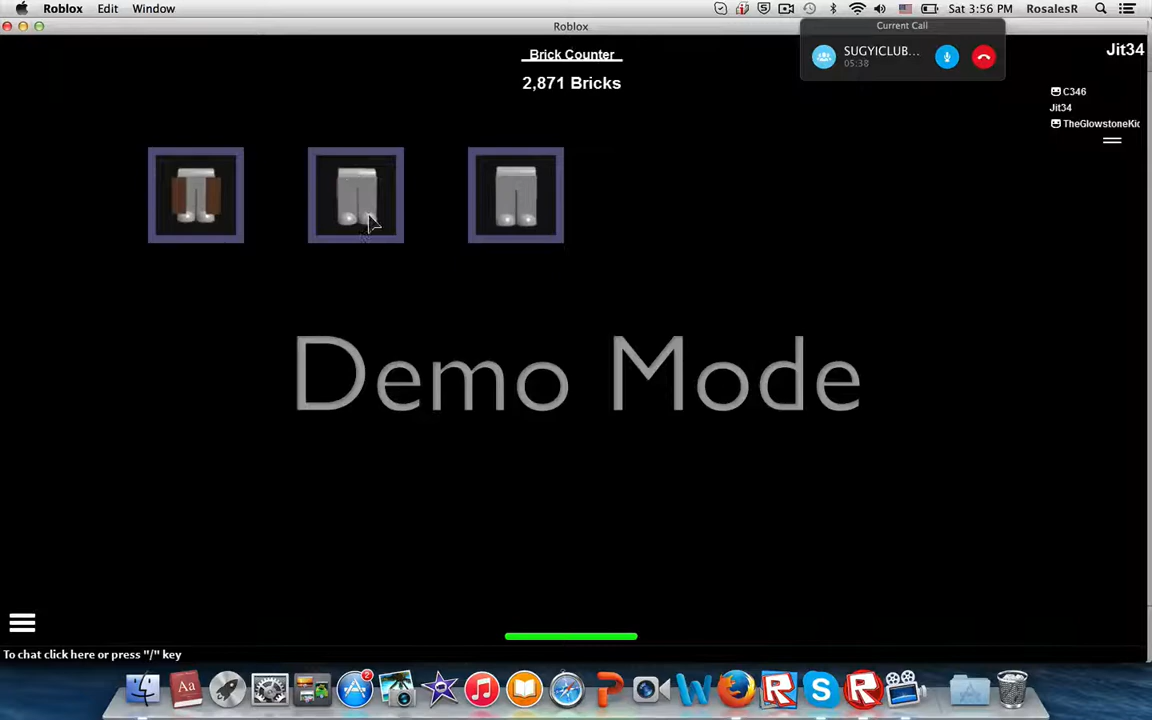 Roblox Edit Window Sat 3:56 PM RosalesR
Roblox
Current Call
SUGYICLUB...
05:38
Brick Counter
2,871 Bricks
Jit34
C346
Jit34
TheGlowstoneKid
Demo Mode
To chat click here or press "/" key